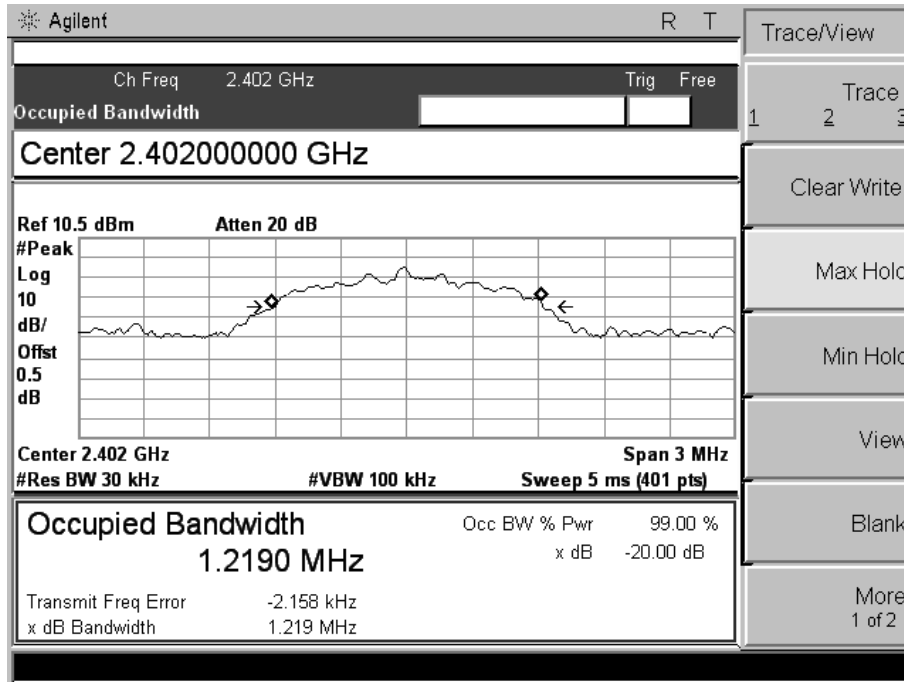 Agilent R T
Ch Freq 2.402 GHz Trig Free
Occupied Bandwidth
Center 2.402000000 GHz
Ref 10.5 dBm Atten 20 dB
#Peak
Log
10
dB/
Offst
0.5
dB
Center 2.402 GHz Span 3 MHz
#Res BW 30 kHz #VBW 100 kHz Sweep 5 ms (401 pts)
Occupied Bandwidth Occ BW % Pwr 99.00 %
1.2190 MHz x dB -20.00 dB
Transmit Freq Error -2.158 kHz
x dB Bandwidth 1.219 MHz
Trace/View
Trace
1 2 3
Clear Write
Max Hold
Min Hold
View
Blank
More
1 of 2